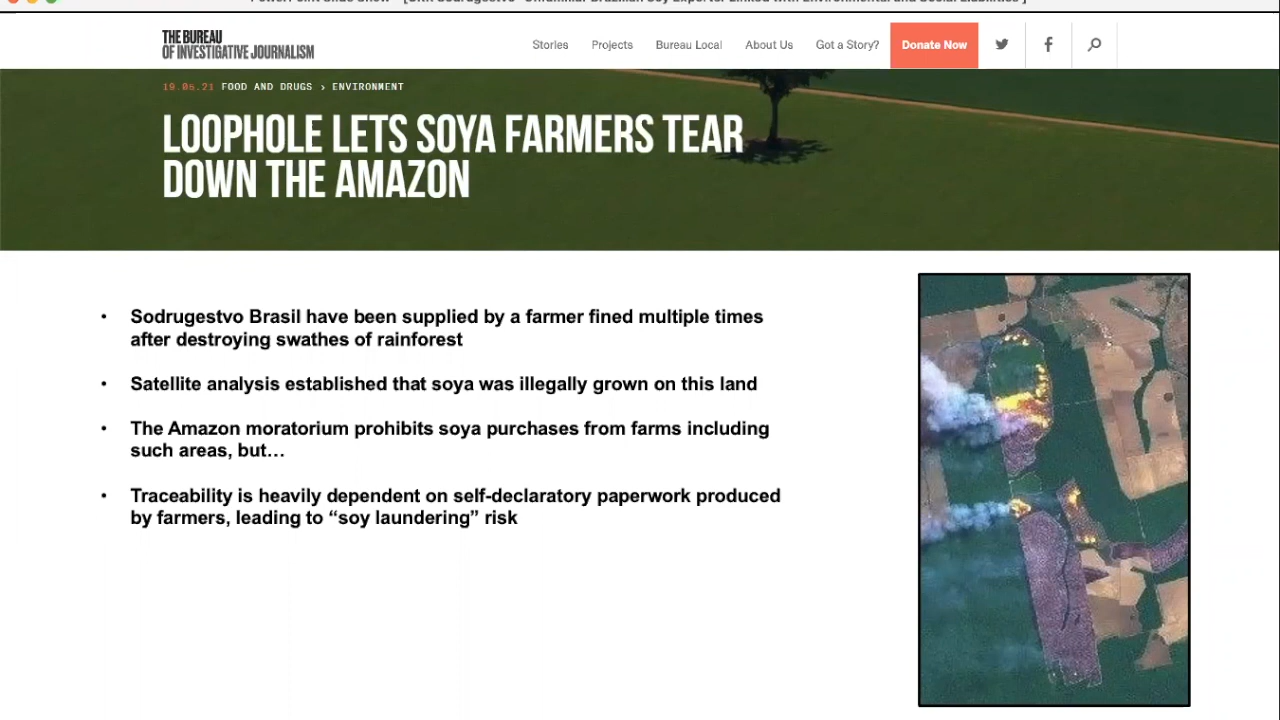 THE BUREAU
OF INVESTIGATIVE JOURNALISM
Stories Projects Bureau Local About Us Got a Story? Donate Now
FOOD AND DRUGS › ENVIRONMENT
LOOPHOLE LETS SOYA FARMERS TEAR
DOWN THE AMAZON
• Sodrugestvo Brasil have been supplied by a farmer fined multiple times
after destroying swathes of rainforest
• Satellite analysis established that soya was illegally grown on this land
• The Amazon moratorium prohibits soya purchases from farms including
such areas, but…
• Traceability is heavily dependent on self-declaratory paperwork produced
by farmers, leading to “soy laundering” risk